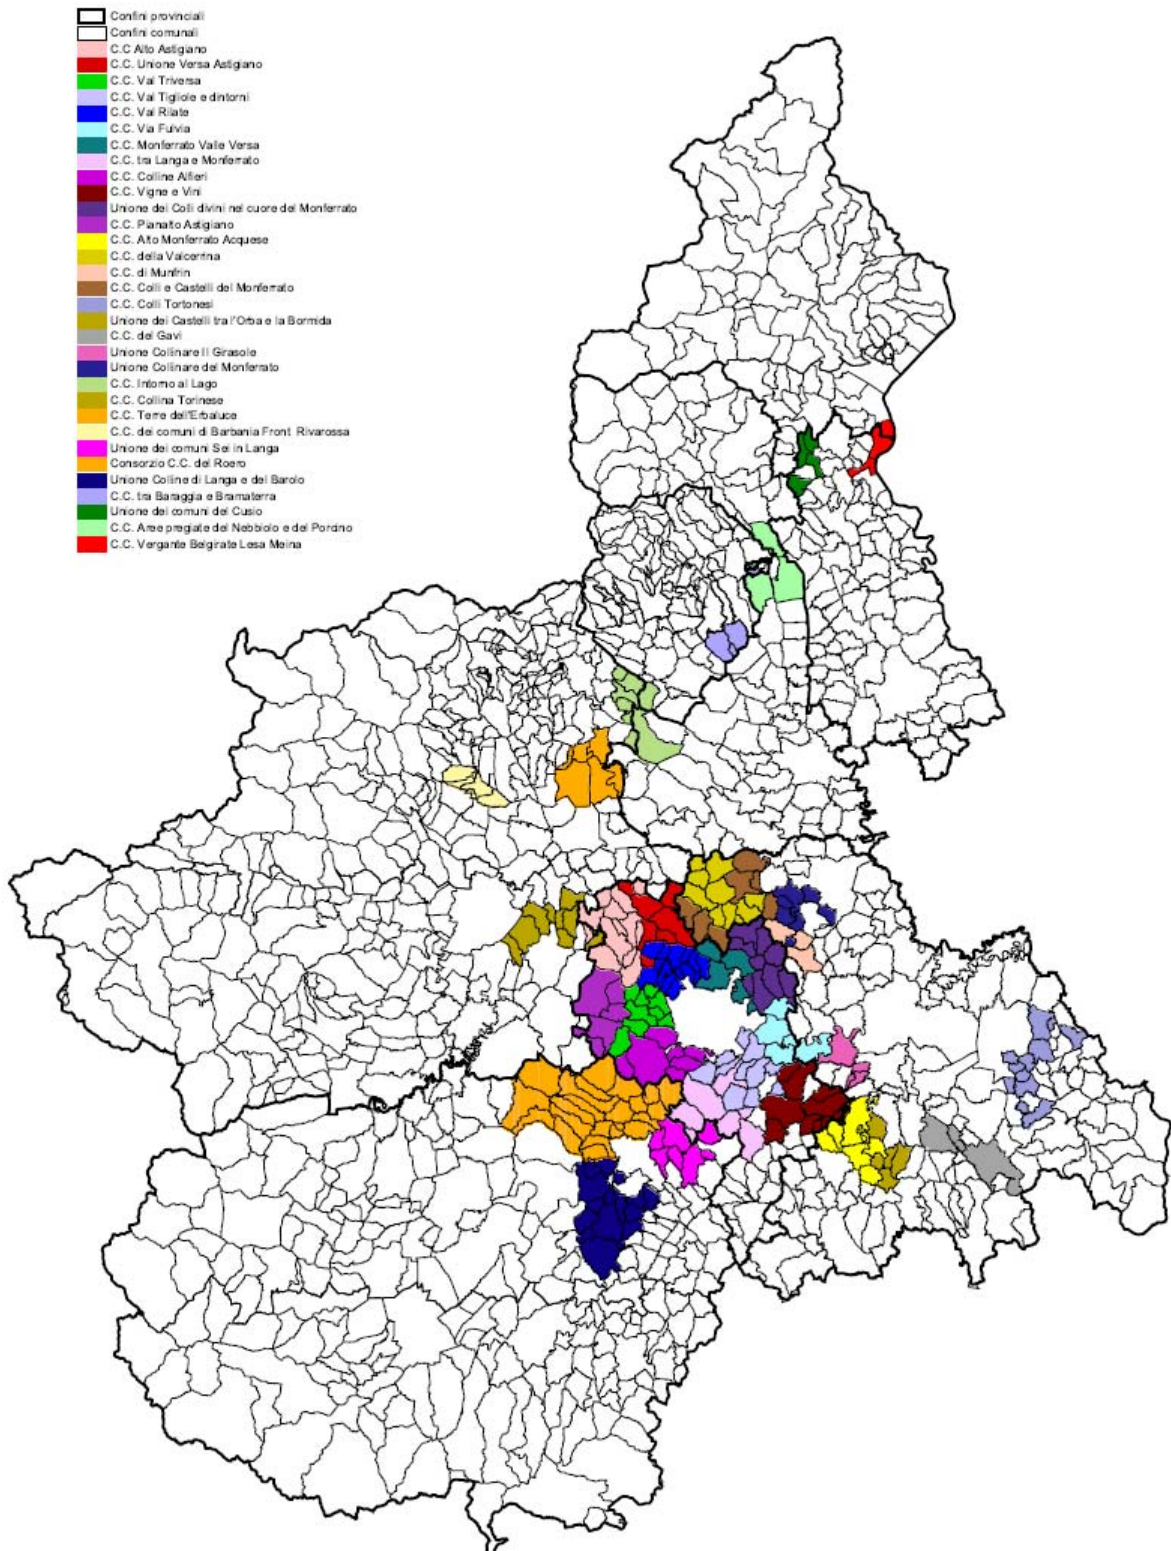 Confini provinciali
Confini comunali
C.C Alto Astigiano
C.C. Unione Versa Astigiano
C.C. Val Triversa
C.C. Val Tigliole e dintorni
C.C. Val Rilate
C.C. Via Fulvia
C.C. Monferrato Valle Versa
C.C. tra Langa e Monferrato
C.C. Colline Alfieri
C.C. Vigne e Vini
Unione dei Colli divini nel cuore del Monferrato
C.C. Pianalto Astigiano
C.C. Alto Monferrato Acquese
C.C. della Valcerrina
C.C. di Munfrin
C.C. Colli e Castelli del Monferrato
C.C. Colli Tortonesi
Unione dei Castelli tra l'Orba e la Bormida
C.C. del Gavi
Unione Collinare Il Girasole
Unione Collinare del Monferrato
C.C. Intorno al Lago
C.C. Collina Torinese
C.C. Terre dell'Erbaluce
C.C. dei comuni di Barbania Front Rivarossa
Unione dei comuni Sei in Langa
Consorzio C.C. del Roero
Unione Colline di Langa e del Barolo
C.C. tra Baraggia e Bramaterra
Unione dei comuni del Cusio
C.C. Aree pregiate del Nebbiolo e del Porcino
C.C. Vergante Belgirate Lesa Meina